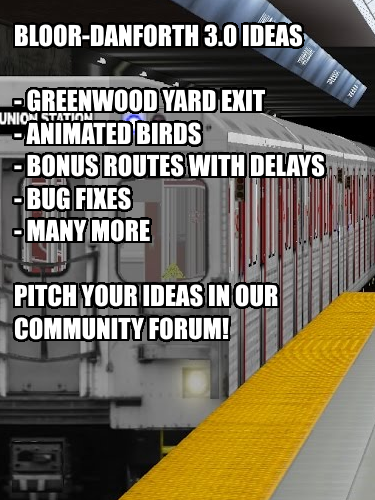 BLOOR-DANFORTH 3.0 IDEAS
- GREENWOOD YARD EXIT
UNION STATION
- ANIMATED BIRDS
- BONUS ROUTES WITH DELAYS
- BUG FIXES
- MANY MORE
PITCH YOUR IDEAS IN OUR
COMMUNITY FORUM!